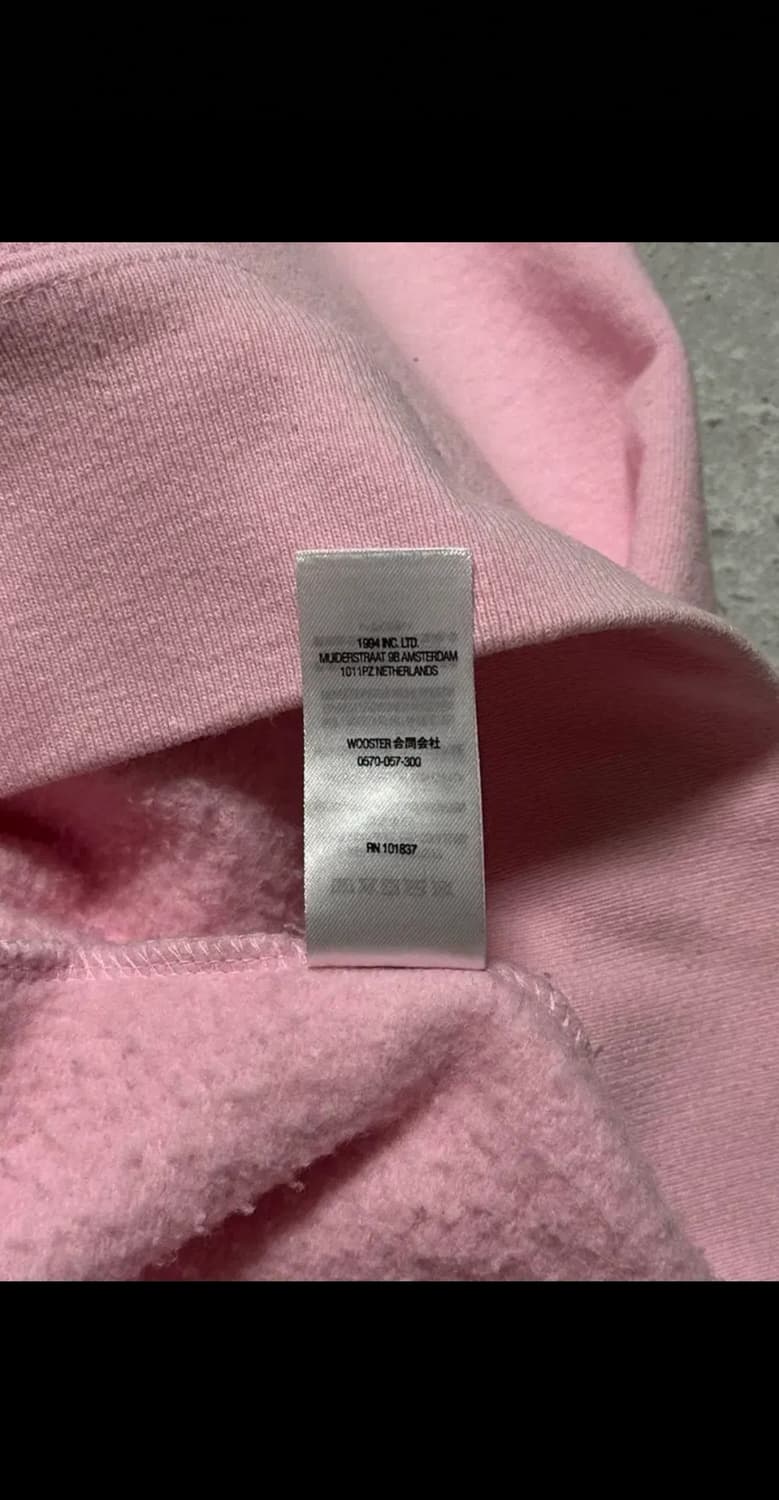 1994 INC. LTD.
MUIDERSTRAAT 9B AMSTERDAM
1011PZ NETHERLANDS
WOOSTER 合同会社
0570-057-300
RN 101837